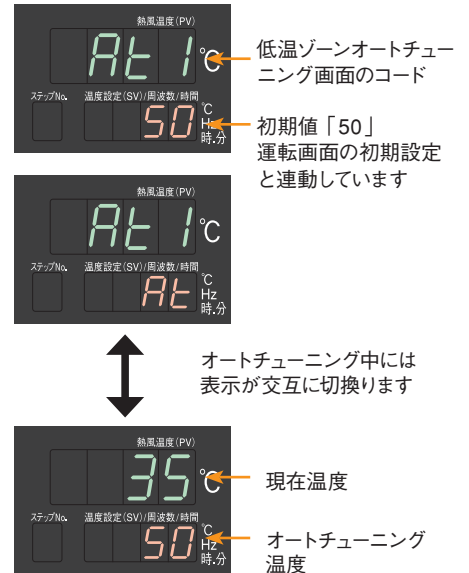 熱風温度(PV)
At1 ℃
低温ゾーンオートチュー
ニング画面のコード
ステップNo. 温度設定(SV)/周波数/時間
50 ℃
Hz
時.分
初期値「50」
運転画面の初期設定
と連動しています
熱風温度(PV)
At1 ℃
ステップNo. 温度設定(SV)/周波数/時間
At ℃
Hz
時.分
オートチューニング中には
表示が交互に切換ります
熱風温度(PV)
35 ℃
現在温度
ステップNo. 温度設定(SV)/周波数/時間
50 ℃
Hz
時.分
オートチューニング
温度